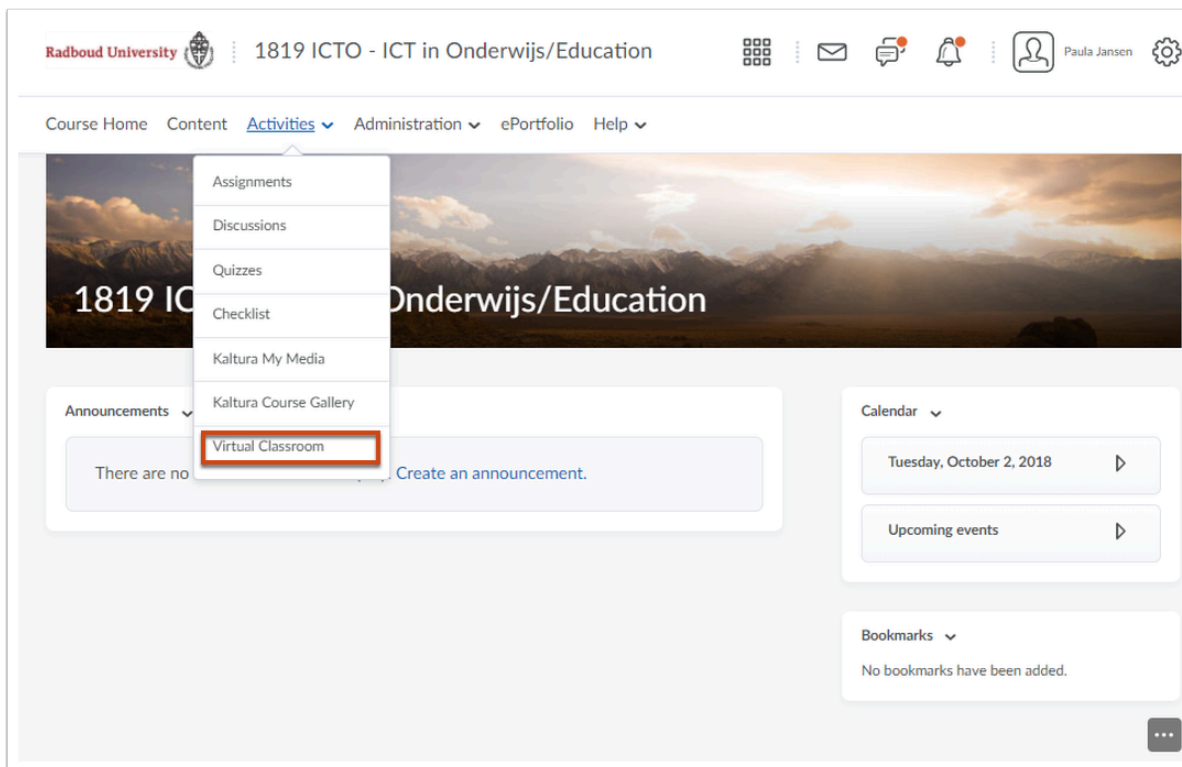 Radboud University 1819 ICTO - ICT in Onderwijs/Education Paula Jansen
Course Home Content Activities Administration ePortfolio Help
Assignments
Discussions
Quizzes
Checklist
Kaltura My Media
Kaltura Course Gallery
Virtual Classroom
1819 IC Onderwijs/Education
Announcements
There are no . Create an announcement.
Calendar
Tuesday, October 2, 2018
Upcoming events
Bookmarks
No bookmarks have been added.